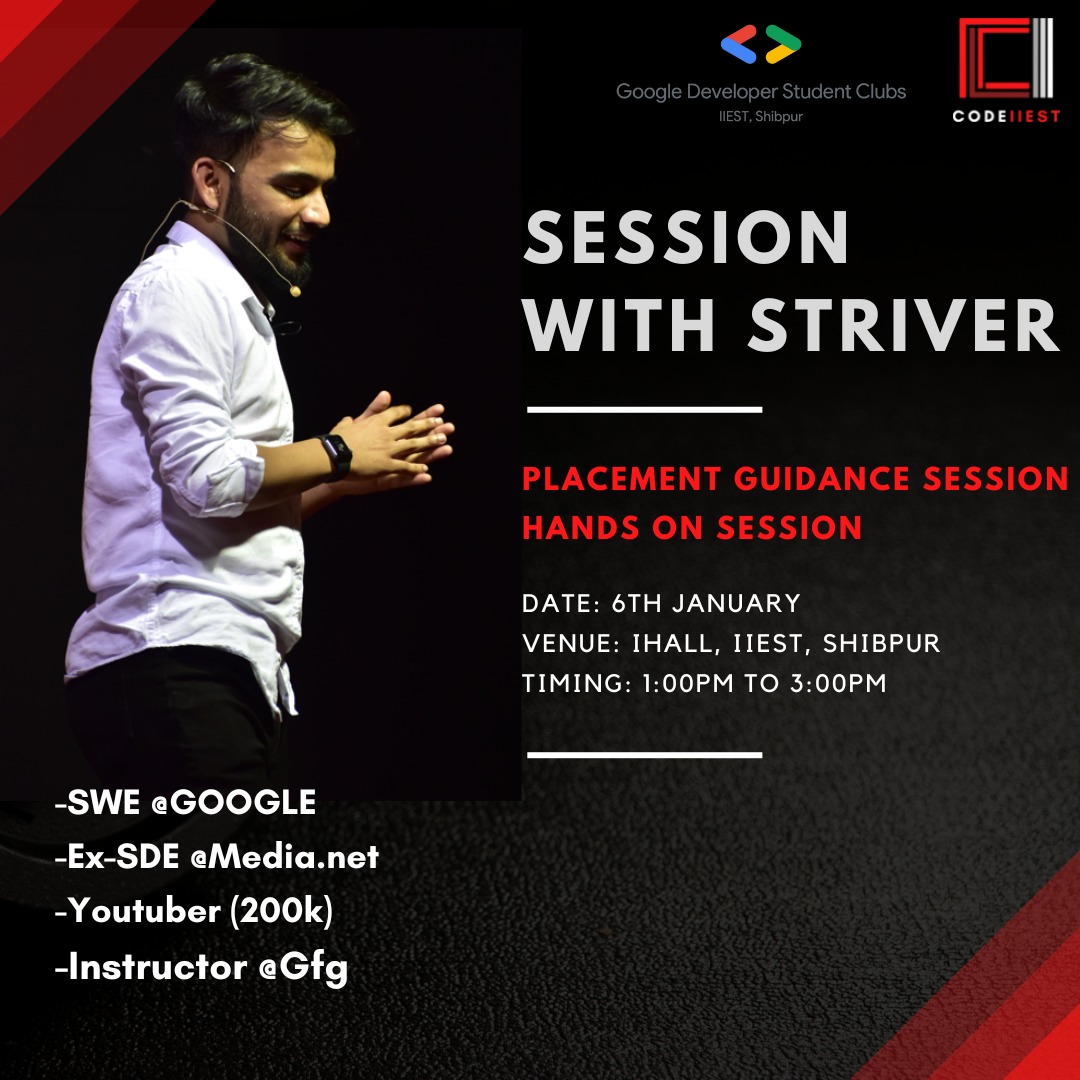 Google Developer Student Clubs
IIEST, Shibpur
CODEIIEST
SESSION
WITH STRIVER
PLACEMENT GUIDANCE SESSION
HANDS ON SESSION
DATE: 6TH JANUARY
VENUE: IHALL, IIEST, SHIBPUR
TIMING: 1:00PM TO 3:00PM
-SWE @GOOGLE
-Ex-SDE @Media.net
-Youtuber (200k)
-Instructor @Gfg